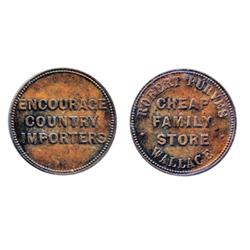 ENCOURAGE
COUNTRY
IMPORTERS
ROBERT PURVES
CHEAP
FAMILY
STORE
WALLACE